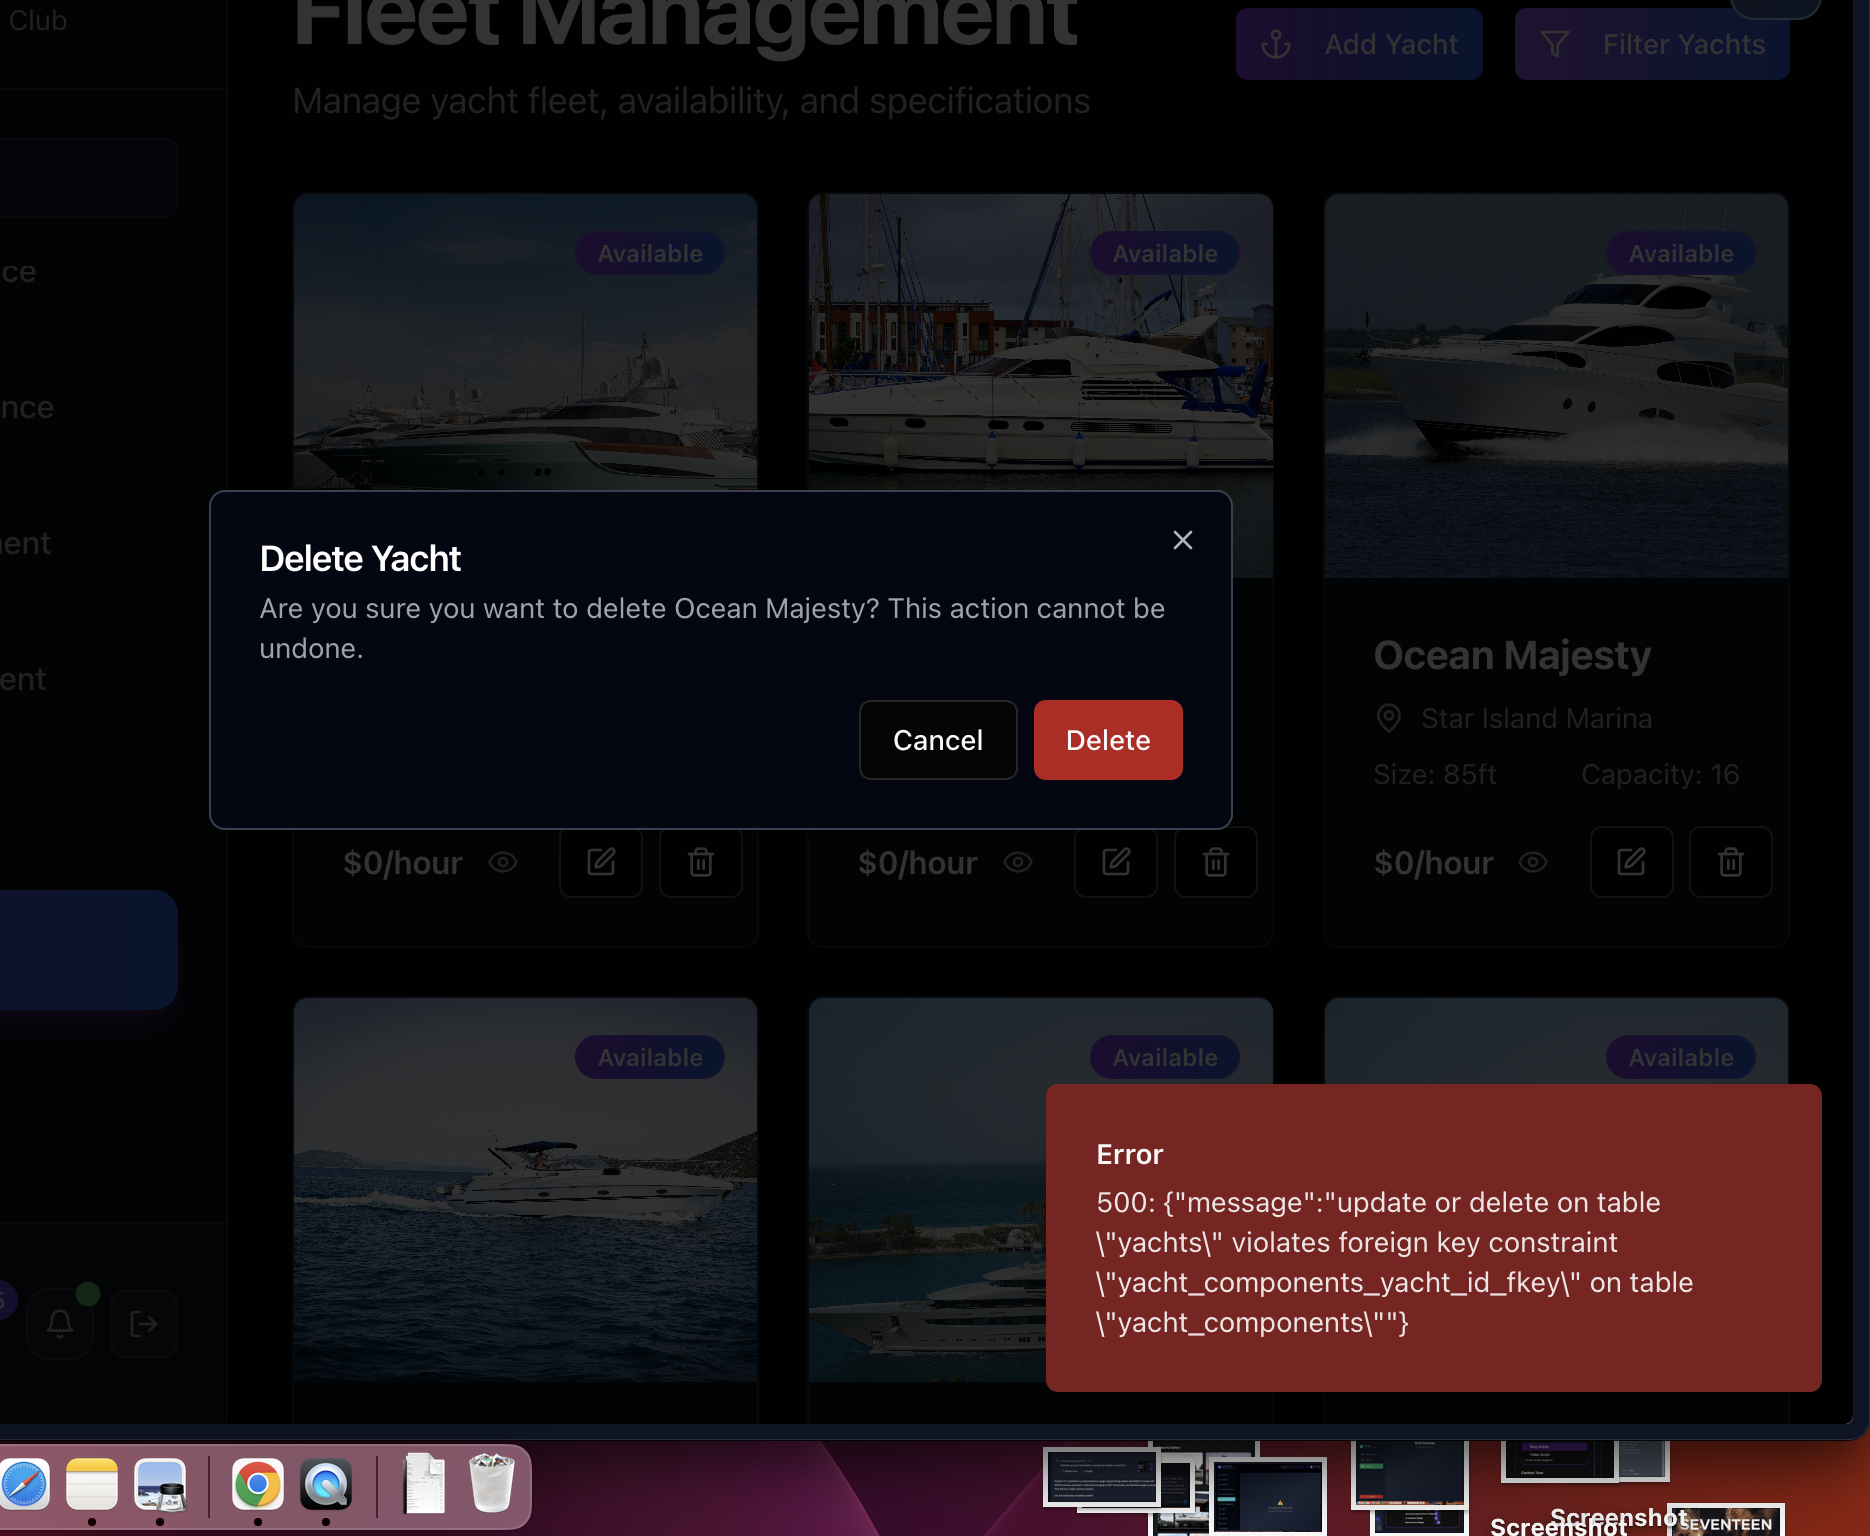 Club
Fleet Management
Add Yacht
Filter Yachts
Manage yacht fleet, availability, and specifications
ce
nce
ent
ent
Available
Available
Available
Delete Yacht
Are you sure you want to delete Ocean Majesty? This action cannot be
undone.
Cancel
Delete
Ocean Majesty
Star Island Marina
Size: 85ft
Capacity: 16
$0/hour
$0/hour
$0/hour
Available
Available
Available
Error
500: {"message":"update or delete on table
\"yachts\" violates foreign key constraint
\"yacht_components_yacht_id_fkey\" on table
\"yacht_components\""}
Screenshot
Screenshot
SEVENTEEN